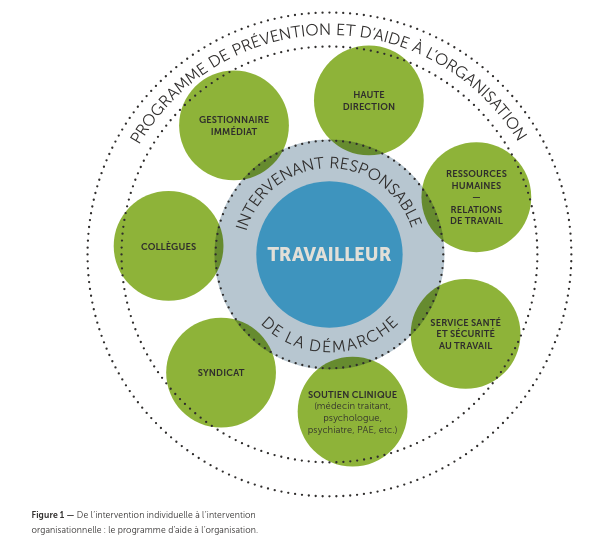 PROGRAMME DE PRÉVENTION ET D'AIDE À L'ORGANISATION
HAUTE
DIRECTION
GESTIONNAIRE
IMMÉDIAT
RESSOURCES
HUMAINES
—
RELATIONS
DE TRAVAIL
INTERVENANT RESPONSABLE
COLLÈGUES
TRAVAILLEUR
DE LA DÉMARCHE
SERVICE SANTÉ
ET SÉCURITÉ
AU TRAVAIL
SYNDICAT
SOUTIEN CLINIQUE
(médecin traitant,
psychologue,
psychiatre, PAE, etc.)
Figure 1 — De l'intervention individuelle à l'intervention
organisationnelle : le programme d'aide à l'organisation.